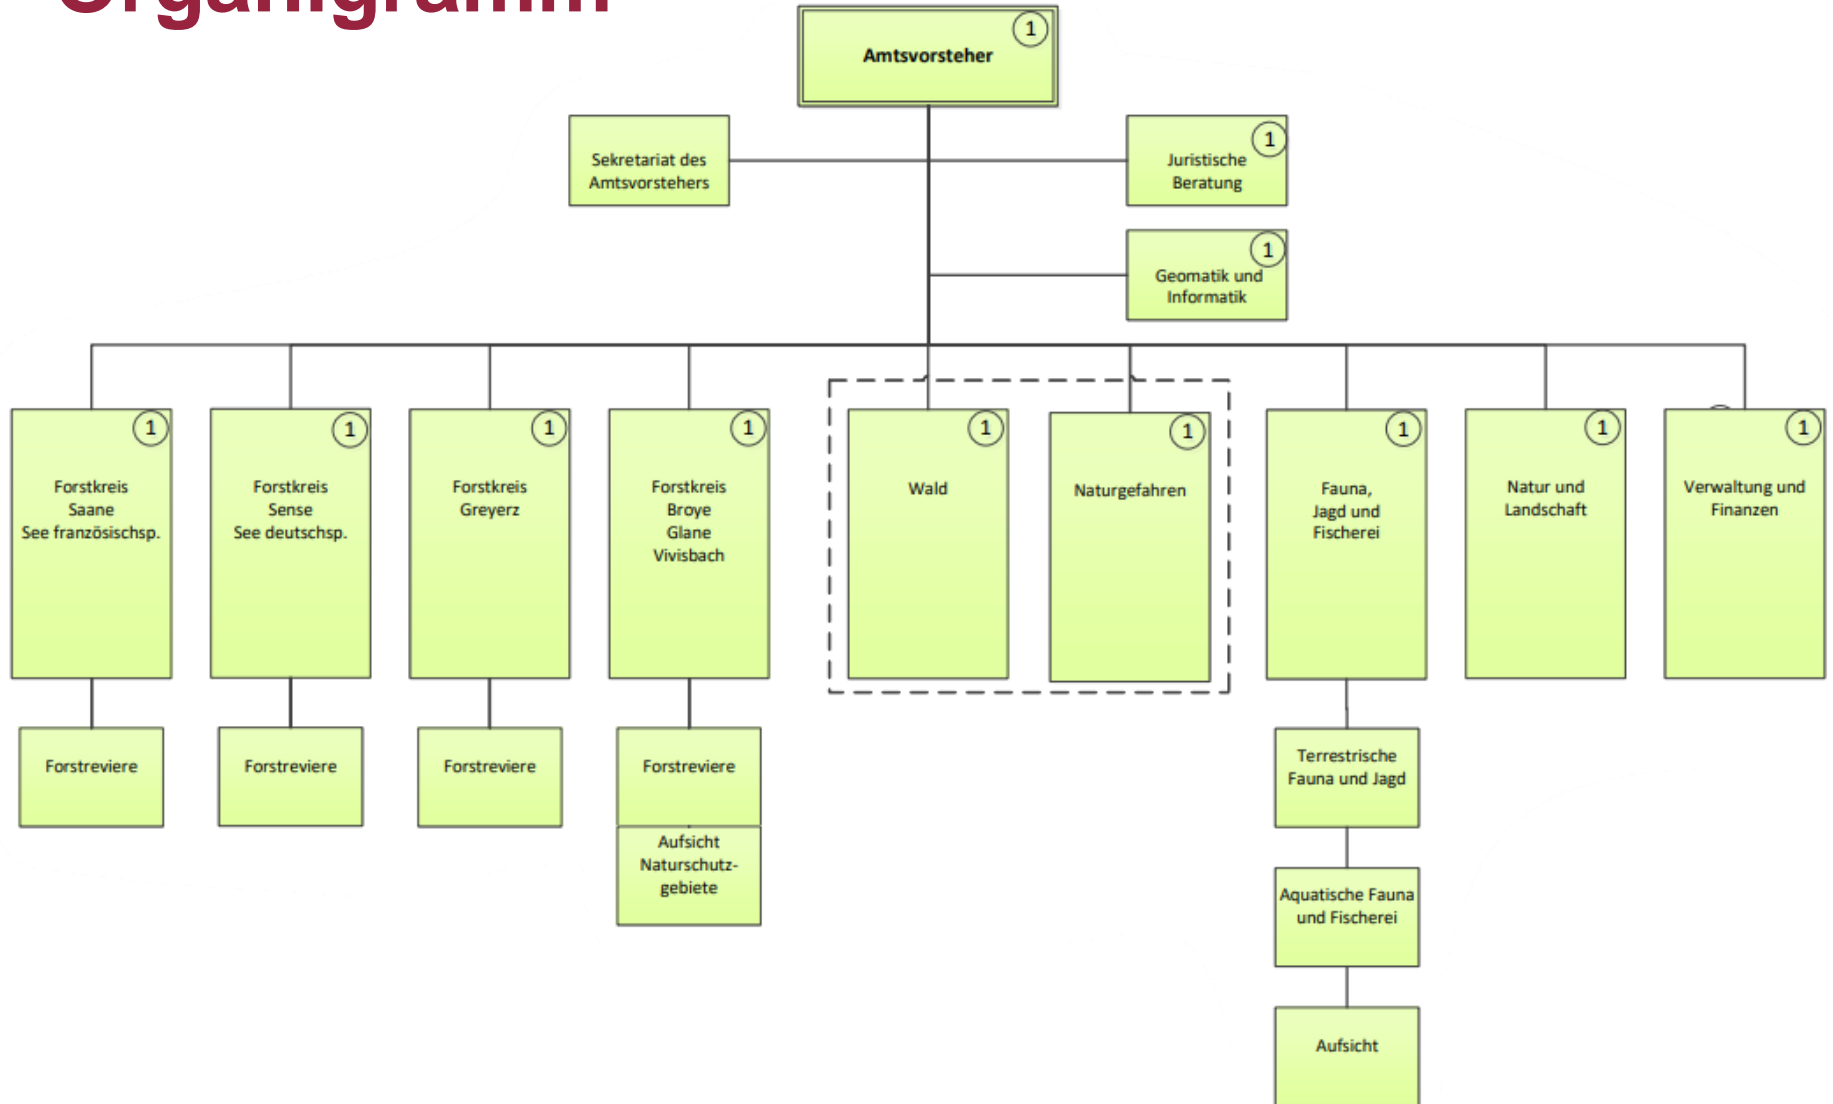 Organigramm
1
Amtsvorsteher
Sekretariat des
Amtsvorstehers
1
Juristische
Beratung
1
Geomatik und
Informatik
1
Forstkreis
Saane
See französischsp.
1
Forstkreis
Sense
See deutschsp.
1
Forstkreis
Greyerz
1
Forstkreis
Broye
Glane
Vivisbach
1
Wald
1
Naturgefahren
1
Fauna,
Jagd und
Fischerei
1
Natur und
Landschaft
1
Verwaltung und
Finanzen
Forstreviere
Forstreviere
Forstreviere
Forstreviere
Aufsicht
Naturschutz-
gebiete
Terrestrische
Fauna und Jagd
Aquatische Fauna
und Fischerei
Aufsicht